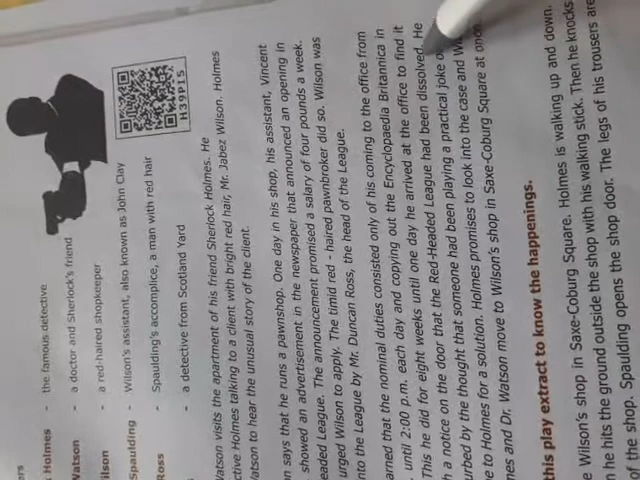 ers
Holmes - the famous detective
Watson - a doctor and Sherlock's friend
ilson - a red-haired shopkeeper
Spaulding - Wilson's assistant, also known as John Clay
Ross - Spaulding's accomplice, a man with red hair
- a detective from Scotland Yard
H39PI5
Watson visits the apartment of his friend Sherlock Holmes. He
ctive Holmes talking to a client with bright red hair, Mr. Jabez Wilson. Holmes
Watson to hear the unusual story of the client.
n says that he runs a pawnshop. One day in his shop, his assistant, Vincent
showed an advertisement in the newspaper that announced an opening in
eaded League. The announcement promised a salary of four pounds a week.
urged Wilson to apply. The timid red - haired pawnbroker did so. Wilson was
nto the League by Mr. Duncan Ross, the head of the League.
arned that the nominal duties consisted only of his coming to the office from
until 2:00 p.m. each day and copying out the Encyclopaedia Britannica in
This he did for eight weeks until one day he arrived at the office to find it
h a notice on the door that the Red-Headed League had been dissolved. He
urbed by the thought that someone had been playing a practical joke
e to Holmes for a solution. Holmes promises to look into the case and
mes and Dr. Watson move to Wilson's shop in Saxe-Coburg Square at once.
this play extract to know the happenings.
e Wilson's shop in Saxe-Coburg Square. Holmes is walking up and down.
n he hits the ground outside the shop with his walking stick. Then he knocks
of the shop. Spaulding opens the shop door. The legs of his trousers are